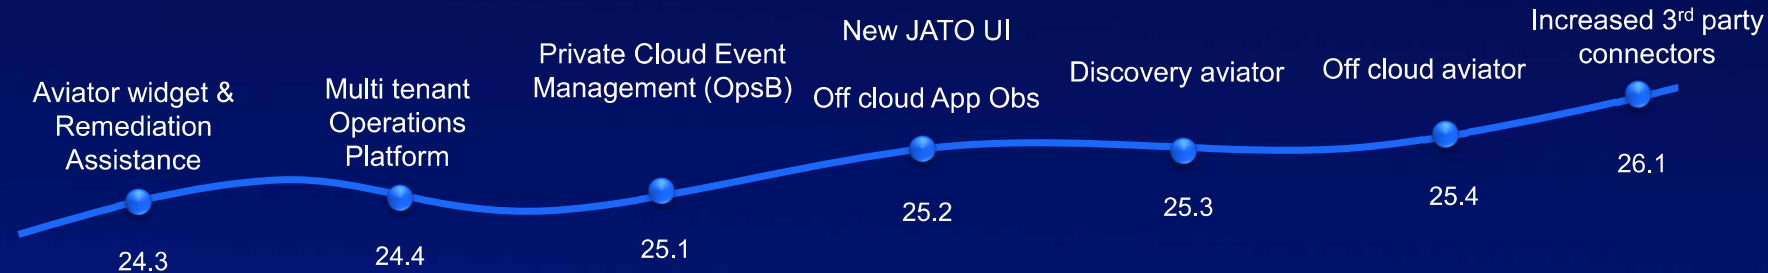 Aviator widget &
Remediation
Assistance
24.3
Multi tenant
Operations
Platform
24.4
Private Cloud Event
Management (OpsB)
25.1
New JATO UI
Off cloud App Obs
25.2
Discovery aviator
25.3
Off cloud aviator
25.4
Increased 3rd party
connectors
26.1